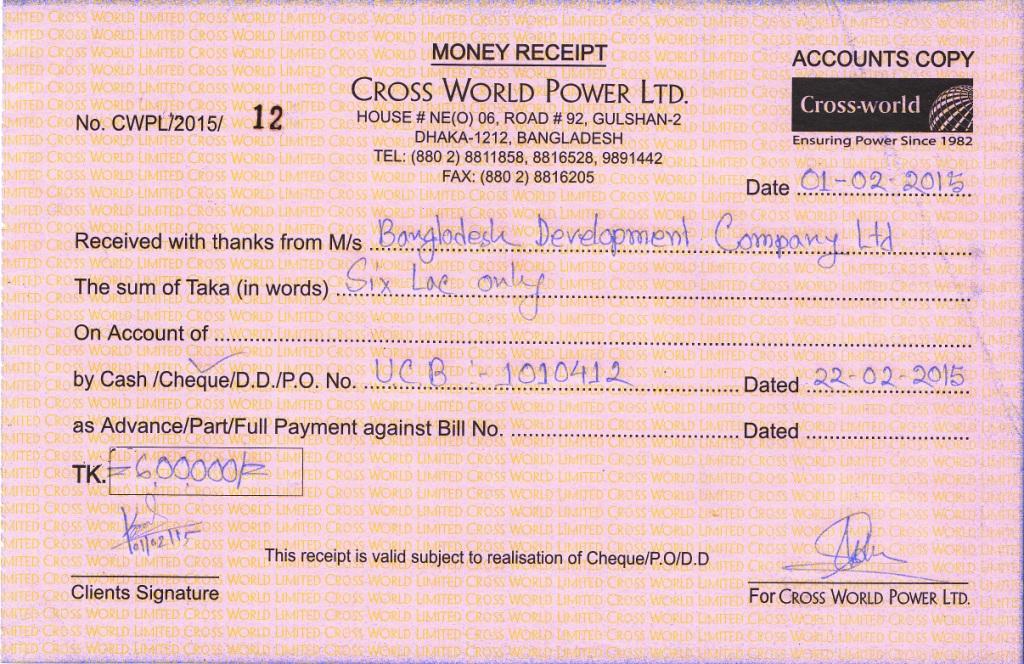 MONEY RECEIPT
ACCOUNTS COPY
CROSS WORLD POWER LTD.
Cross-world
Ensuring Power Since 1982
No. CWPL/2015/ 12
HOUSE # NE(O) 06, ROAD # 92, GULSHAN-2
DHAKA-1212, BANGLADESH
TEL: (880 2) 8811858, 8816528, 9891442
FAX: (880 2) 8816205
Date 01-02-2015
Received with thanks from M/s Bangladesh Development Company Ltd
The sum of Taka (in words) Six Lac only
On Account of
by Cash /Cheque/D.D./P.O. No. UCB :- 1010412 Dated 22-02-2015
as Advance/Part/Full Payment against Bill No. Dated
TK. =6,00000/=
01/02/15
This receipt is valid subject to realisation of Cheque/P.O/D.D
Clients Signature
For CROSS WORLD POWER LTD.